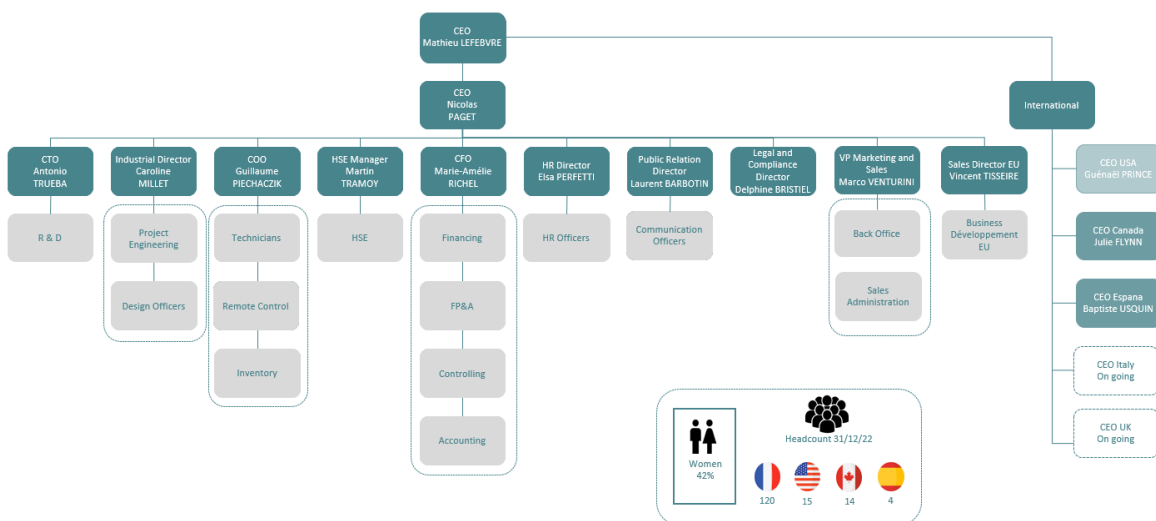 CEO
Mathieu LEFEBVRE
CEO
Nicolas
PAGET
International
CTO
Antonio
TRUEBA
Industrial Director
Caroline
MILLET
COO
Guillaume
PIECHACZIK
HSE Manager
Martin
TRAMOY
CFO
Marie-Amélie
RICHEL
HR Director
Elsa PERFETTI
Public Relation
Director
Laurent BARBOTIN
Legal and
Compliance
Director
Delphine BRISTIEL
VP Marketing and
Sales
Marco VENTURINI
Sales Director EU
Vincent TISSEIRE
CEO USA
Guénaël PRINCE
R & D
Project
Engineering
Technicians
HSE
Financing
HR Officers
Communication
Officers
Back Office
Business
Développement
EU
CEO Canada
Julie FLYNN
Design Officers
Remote Control
FP&A
Sales
Administration
CEO Espana
Baptiste USQUIN
Inventory
Controlling
CEO Italy
On going
Accounting
CEO UK
On going
Headcount 31/12/22
Women
42%
120
15
14
4